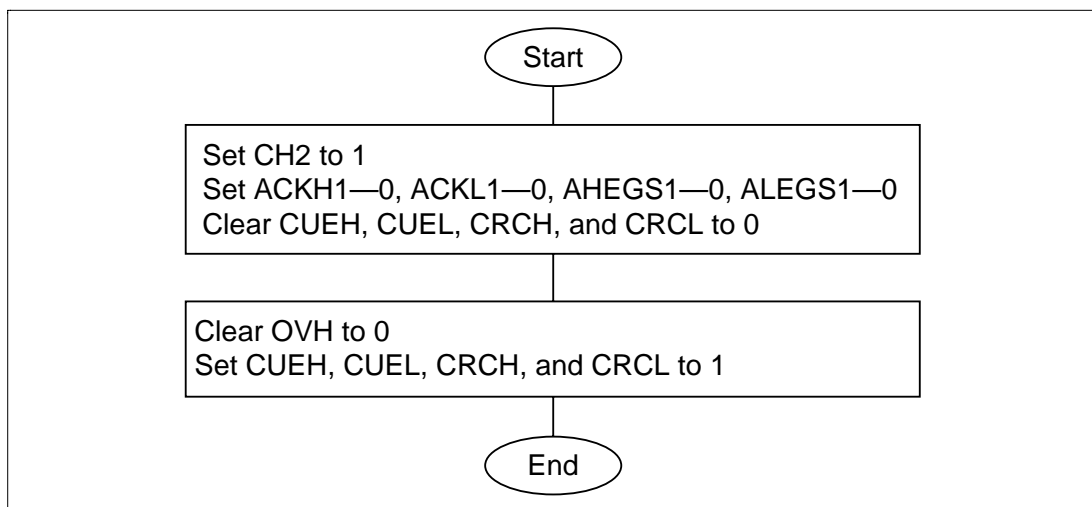 Start
Set CH2 to 1
Set ACKH1—0, ACKL1—0, AHEGS1—0, ALEGS1—0
Clear CUEH, CUEL, CRCH, and CRCL to 0
Clear OVH to 0
Set CUEH, CUEL, CRCH, and CRCL to 1
End